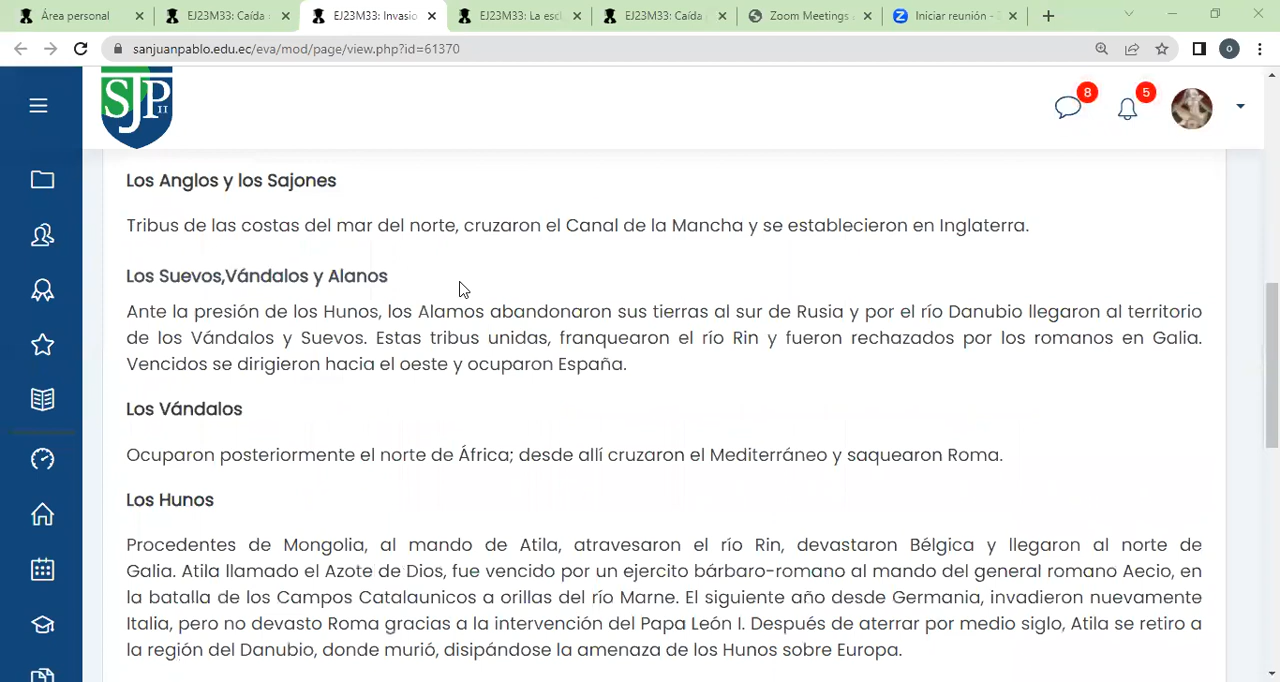 Área personal
EJ23M33: Caída
EJ23M33: Invasio
EJ23M33: La escl
EJ23M33: Caída
Zoom Meetings
Iniciar reunión -
sanjuanpablo.edu.ec/eva/mod/page/view.php?id=61370
o
SJP II
8
5
Los Anglos y los Sajones
Tribus de las costas del mar del norte, cruzaron el Canal de la Mancha y se establecieron en Inglaterra.
Los Suevos,Vándalos y Alanos
Ante la presión de los Hunos, los Alamos abandonaron sus tierras al sur de Rusia y por el río Danubio llegaron al territorio
de los Vándalos y Suevos. Estas tribus unidas, franquearon el río Rin y fueron rechazados por los romanos en Galia.
Vencidos se dirigieron hacia el oeste y ocuparon España.
Los Vándalos
Ocuparon posteriormente el norte de África; desde allí cruzaron el Mediterráneo y saquearon Roma.
Los Hunos
Procedentes de Mongolia, al mando de Atila, atravesaron el río Rin, devastaron Bélgica y llegaron al norte de
Galia. Atila llamado el Azote de Dios, fue vencido por un ejercito bárbaro-romano al mando del general romano Aecio, en
la batalla de los Campos Catalaunicos a orillas del río Marne. El siguiente año desde Germania, invadieron nuevamente
Italia, pero no devasto Roma gracias a la intervención del Papa León I. Después de aterrar por medio siglo, Atila se retiro a
la región del Danubio, donde murió, disipándose la amenaza de los Hunos sobre Europa.